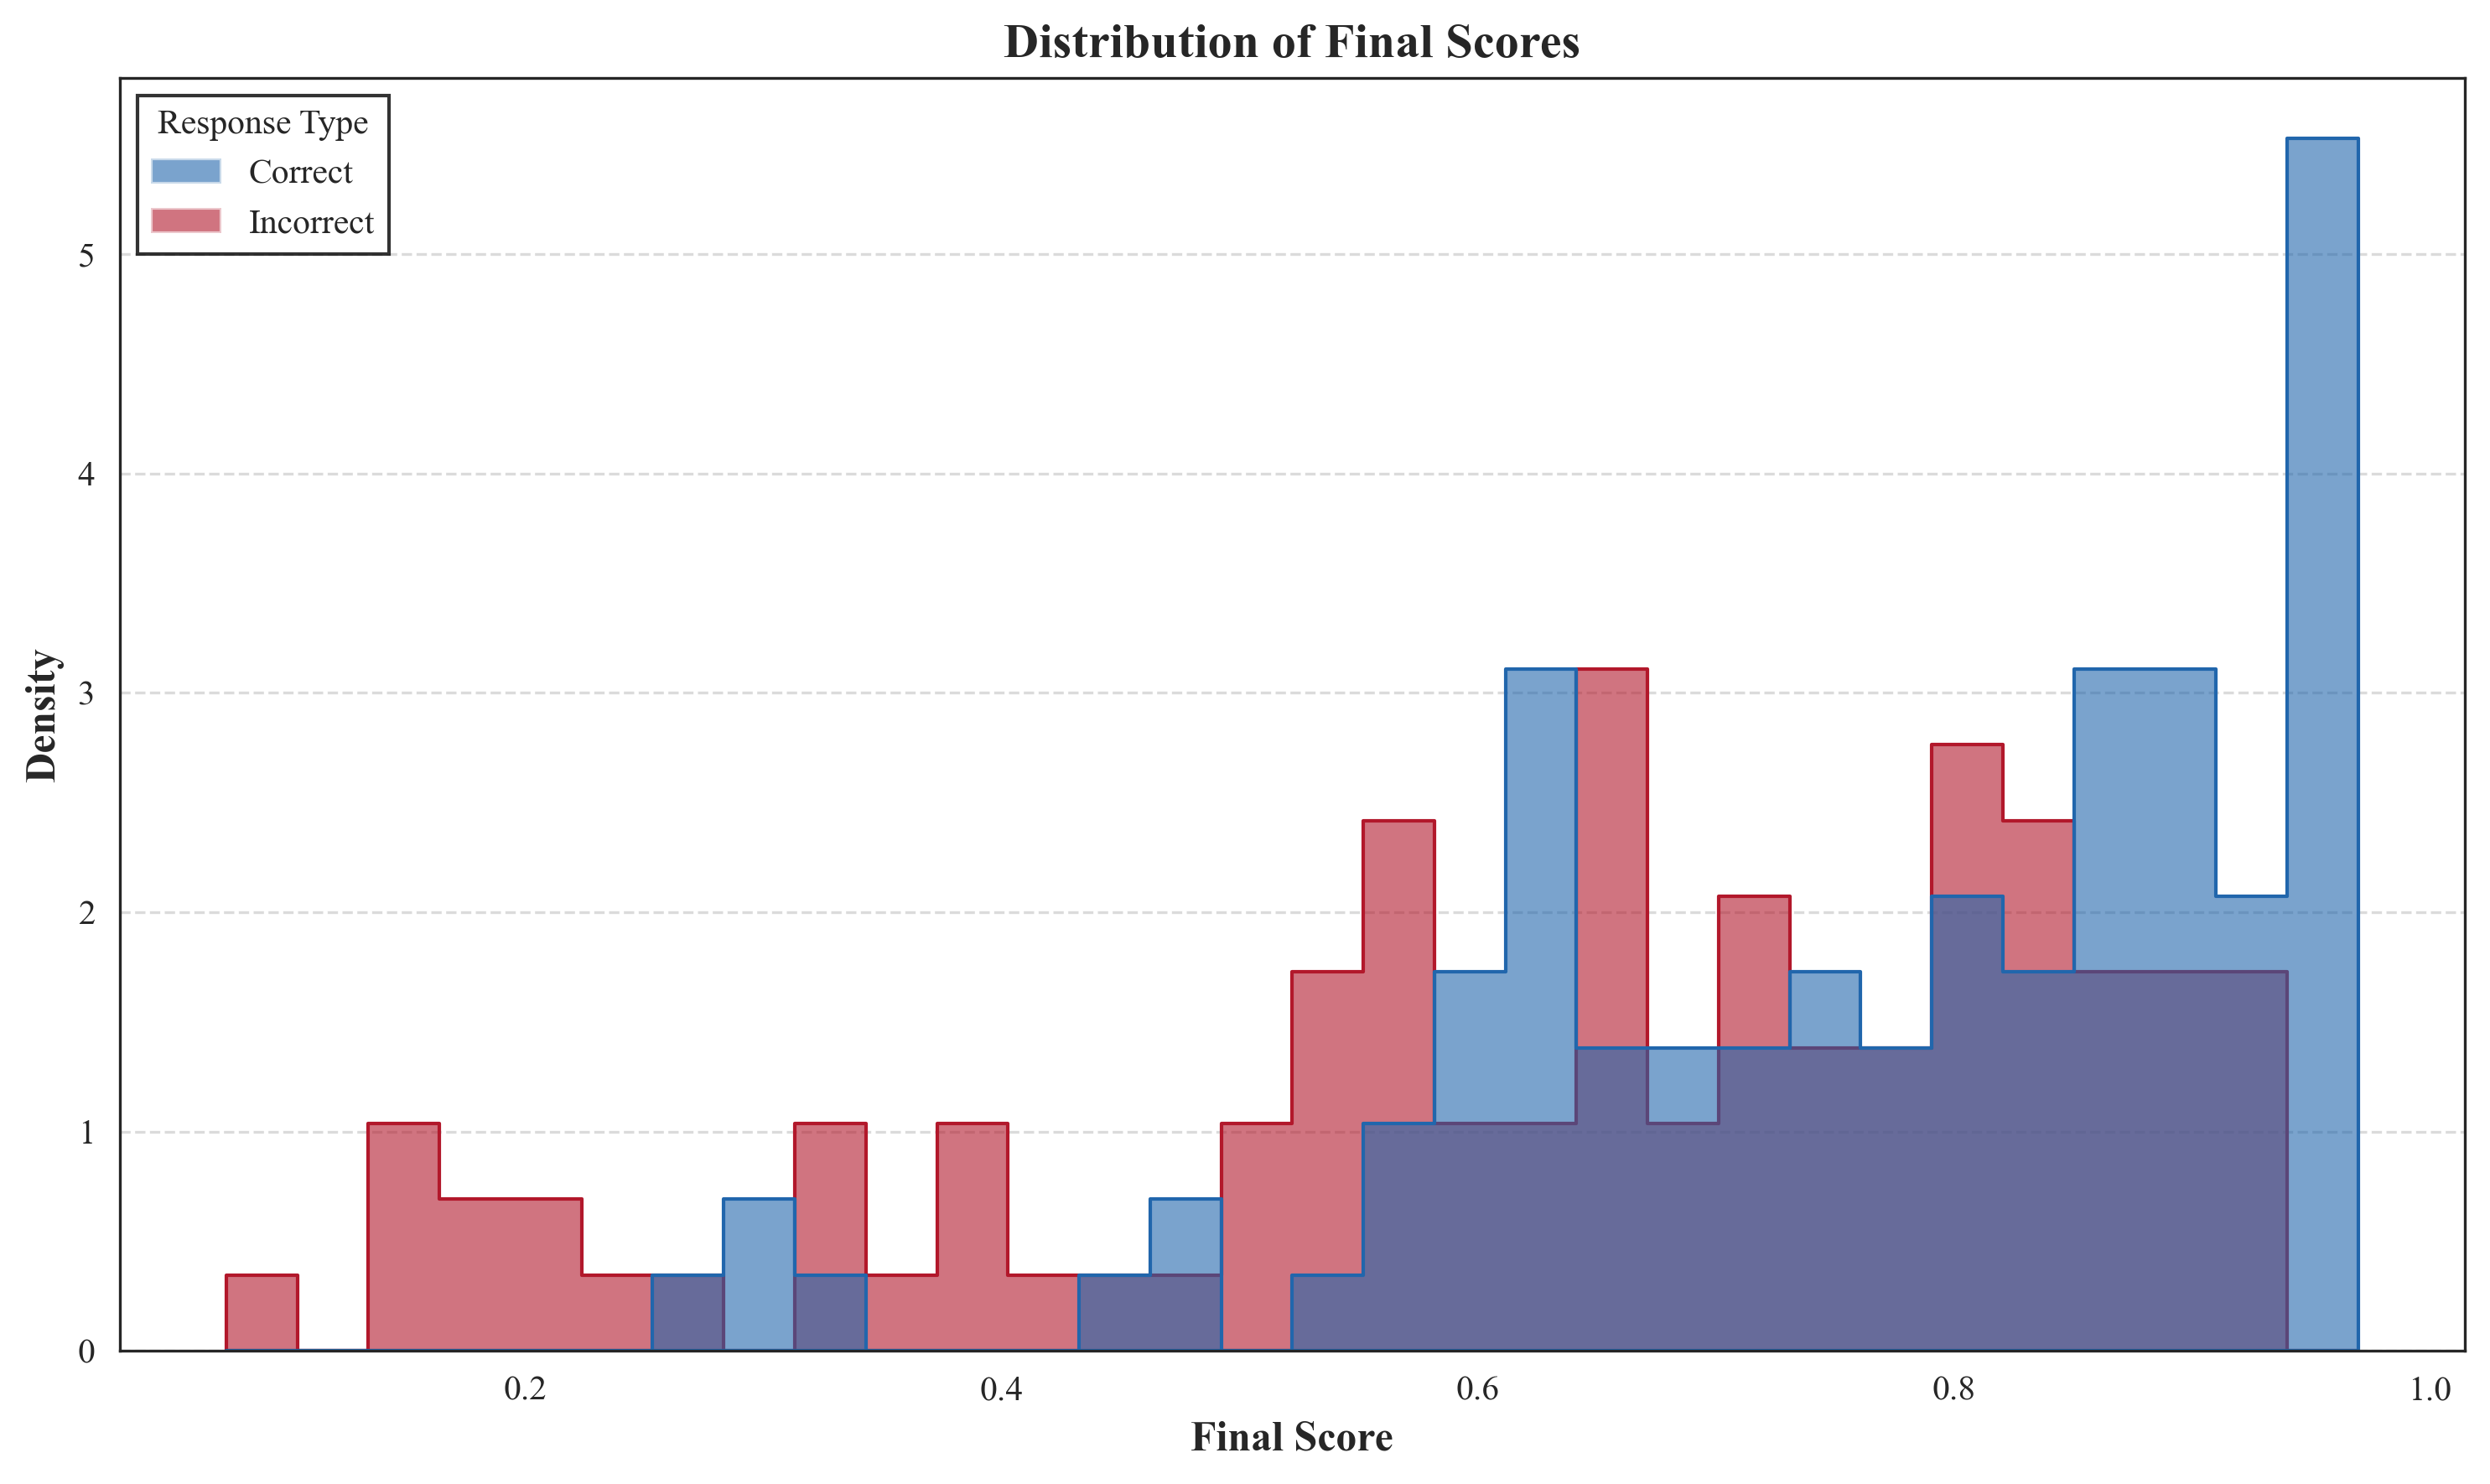 Distribution of Final Scores
Response Type
Correct
Incorrect
Density
5
4
3
2
1
0
0.2 0.4 0.6 0.8 1.0
Final Score